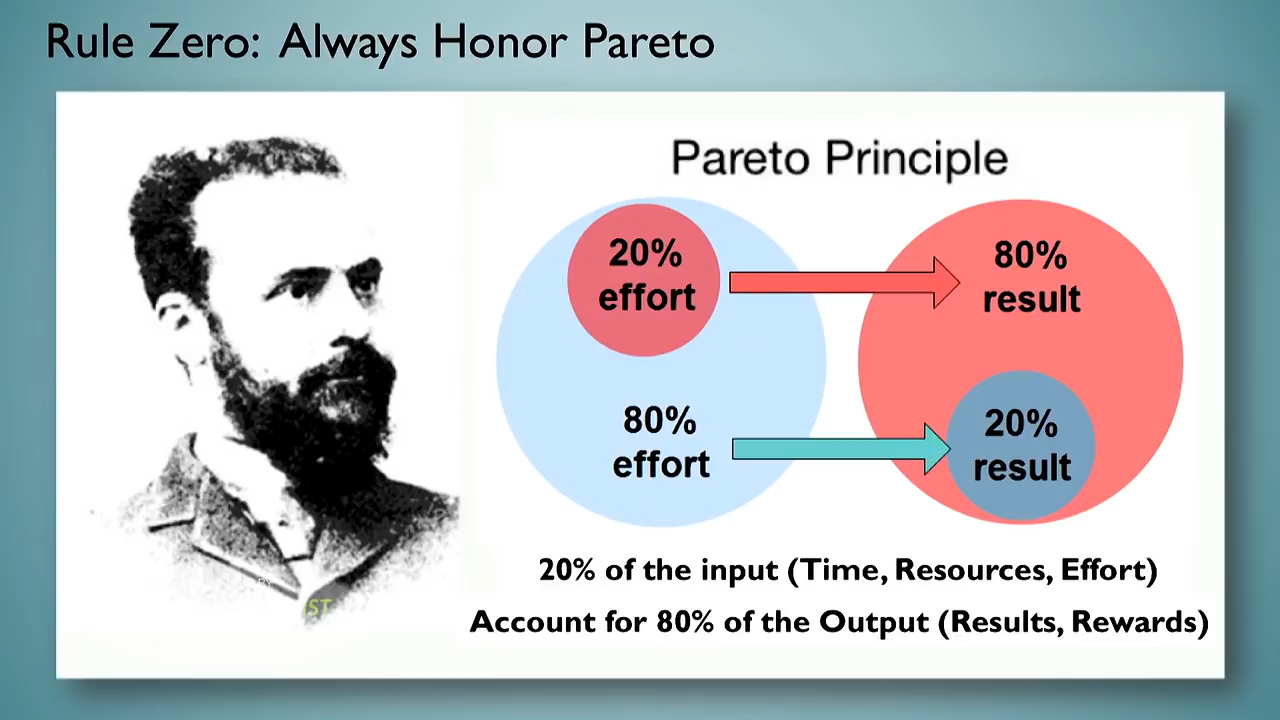 Rule Zero: Always Honor Pareto
Pareto Principle
20%
effort
80%
result
80%
effort
20%
result
20% of the input (Time, Resources, Effort)
Account for 80% of the Output (Results, Rewards)